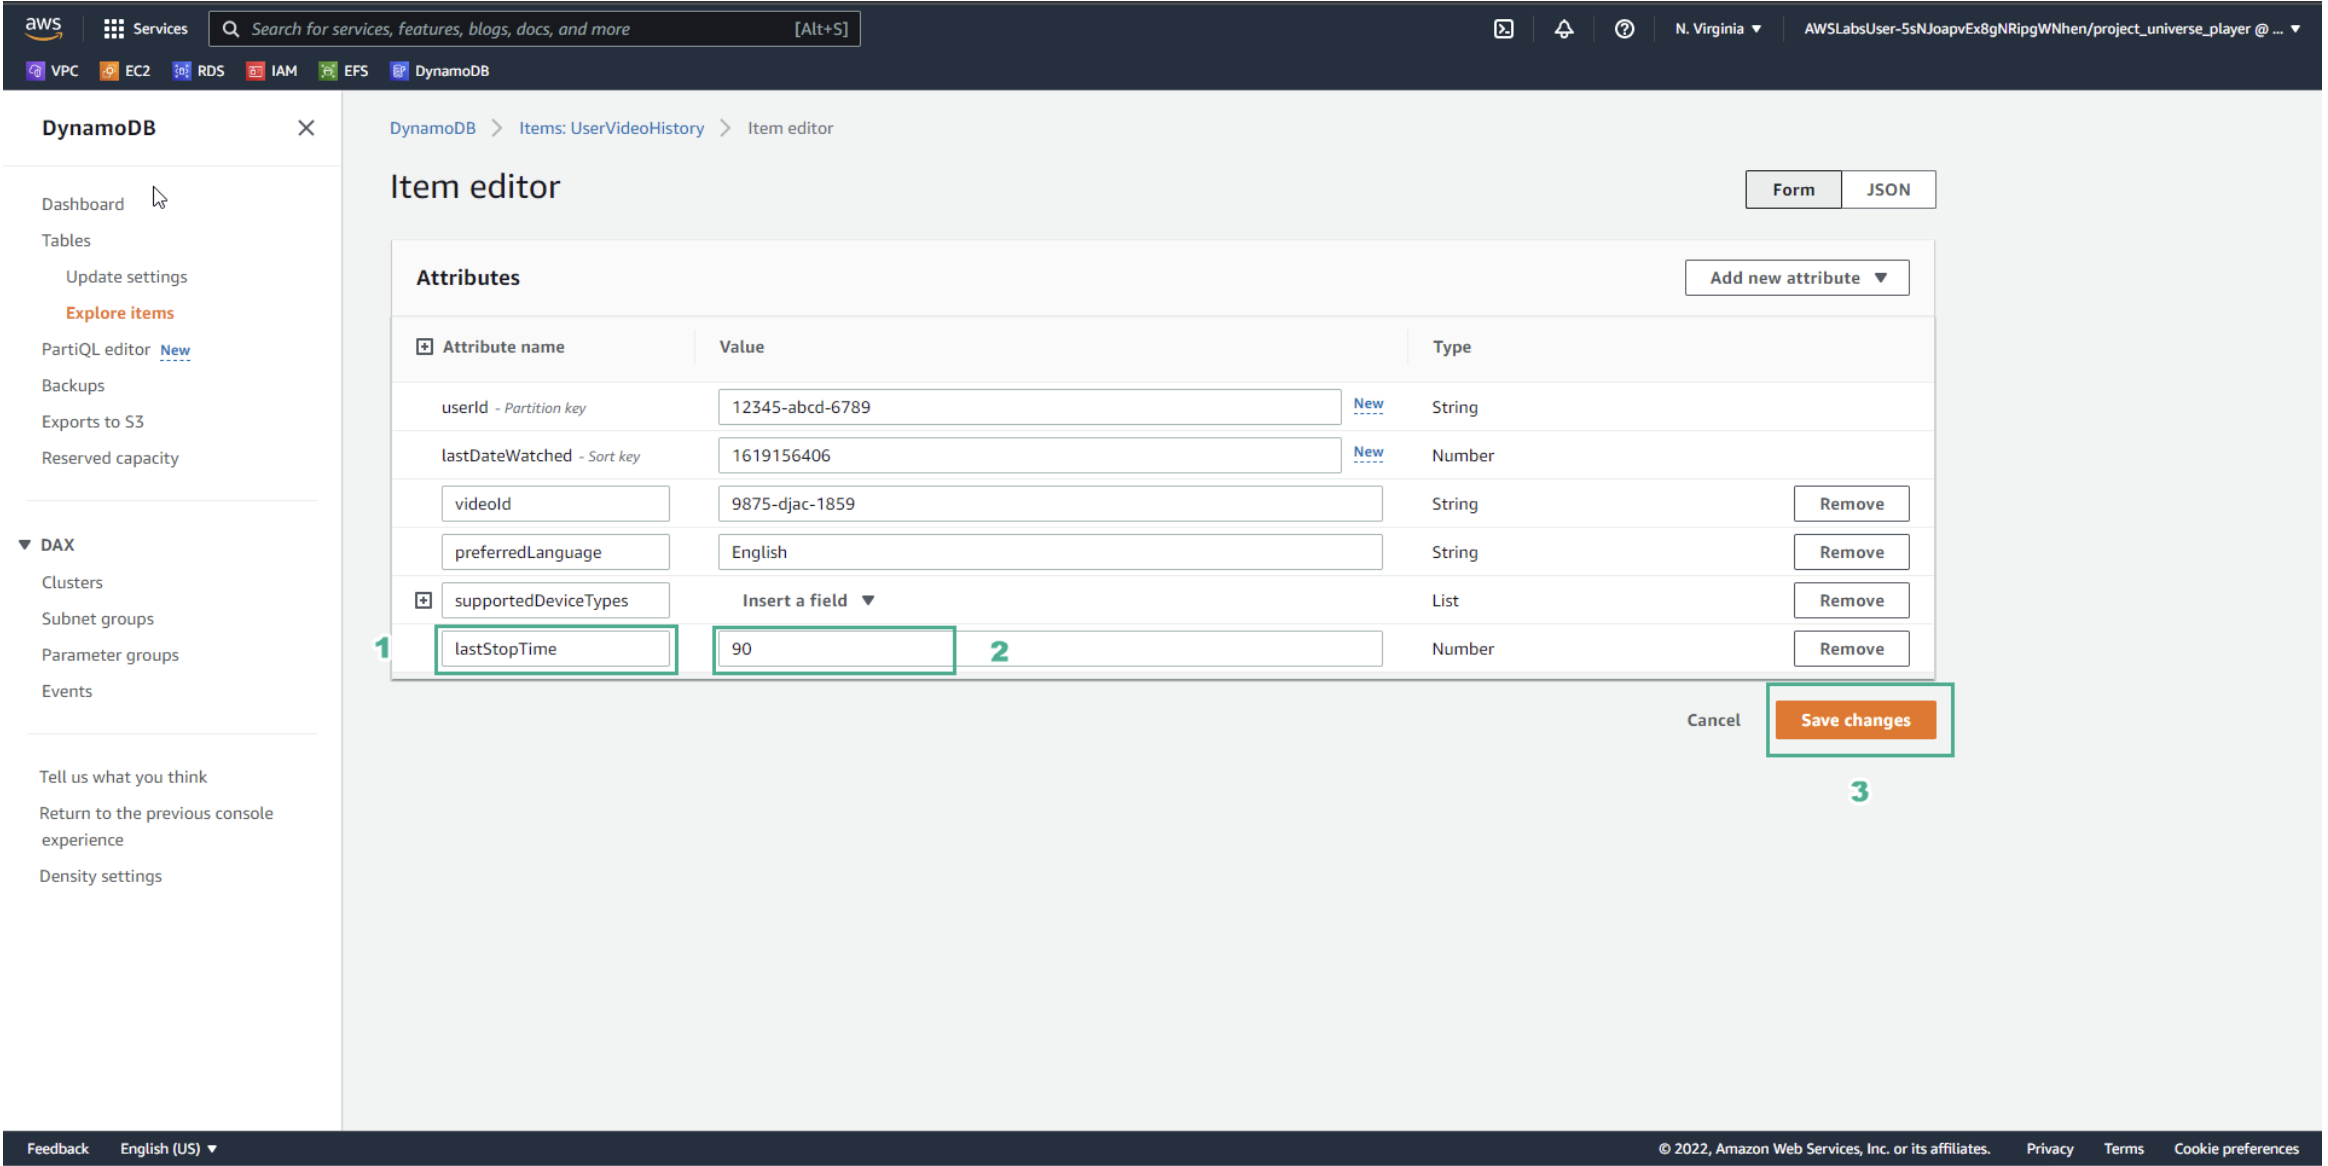 aws Services Search for services, features, blogs, docs, and more [Alt+S] N. Virginia ▼ AWSLabsUser-5sNJoapvEx8gNRipgWNhen/project_universe_player @ ... ▼
VPC EC2 RDS IAM EFS DynamoDB
DynamoDB
Dashboard
Tables
Update settings
Explore items
PartiQL editor New
Backups
Exports to S3
Reserved capacity
▼ DAX
Clusters
Subnet groups
Parameter groups
Events
Tell us what you think
Return to the previous console
experience
Density settings
DynamoDB > Items: UserVideoHistory > Item editor
Item editor
Form JSON
Attributes
Add new attribute ▼
Attribute name Value Type
userId - Partition key 12345-abcd-6789 New String
lastDateWatched - Sort key 1619156406 New Number
videoId 9875-djac-1859 String Remove
preferredLanguage English String Remove
supportedDeviceTypes Insert a field ▼ List Remove
1 lastStopTime 90 2 Number Remove
Cancel Save changes
3
Feedback English (US) ▼ © 2022, Amazon Web Services, Inc. or its affiliates. Privacy Terms Cookie preferences